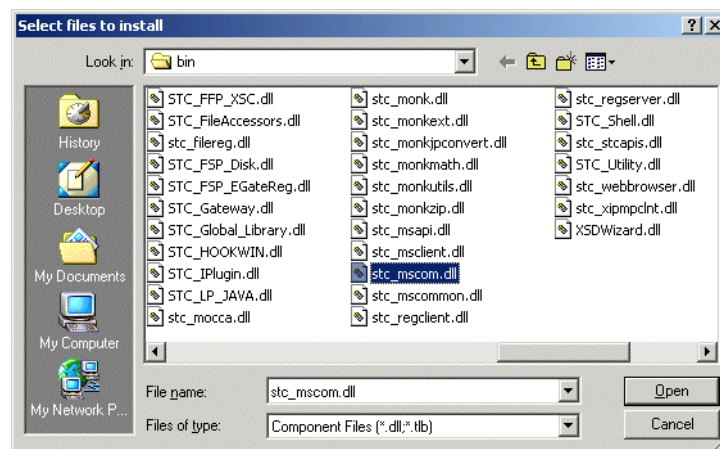 Select files to install
Look in: bin
History
Desktop
My Documents
My Computer
My Network P...
STC_FFP_XSC.dll
STC_FileAccessors.dll
stc_filereg.dll
STC_FSP_Disk.dll
STC_FSP_EGateReg.dll
STC_Gateway.dll
STC_Global_Library.dll
STC_HOOKWIN.dll
STC_IPlugin.dll
STC_LP_JAVA.dll
stc_mocca.dll
stc_monk.dll
stc_monkext.dll
stc_monkjpconvert.dll
stc_monkmath.dll
stc_monkutils.dll
stc_monkzip.dll
stc_msapi.dll
stc_msclient.dll
stc_mscom.dll
stc_mscommon.dll
stc_regclient.dll
stc_regserver.dll
STC_Shell.dll
stc_stcapis.dll
STC_Utility.dll
stc_webbrowser.dll
stc_xipmpclnt.dll
XSDWizard.dll
File name: stc_mscom.dll Open
Files of type: Component Files (*.dll;*.tlb) Cancel